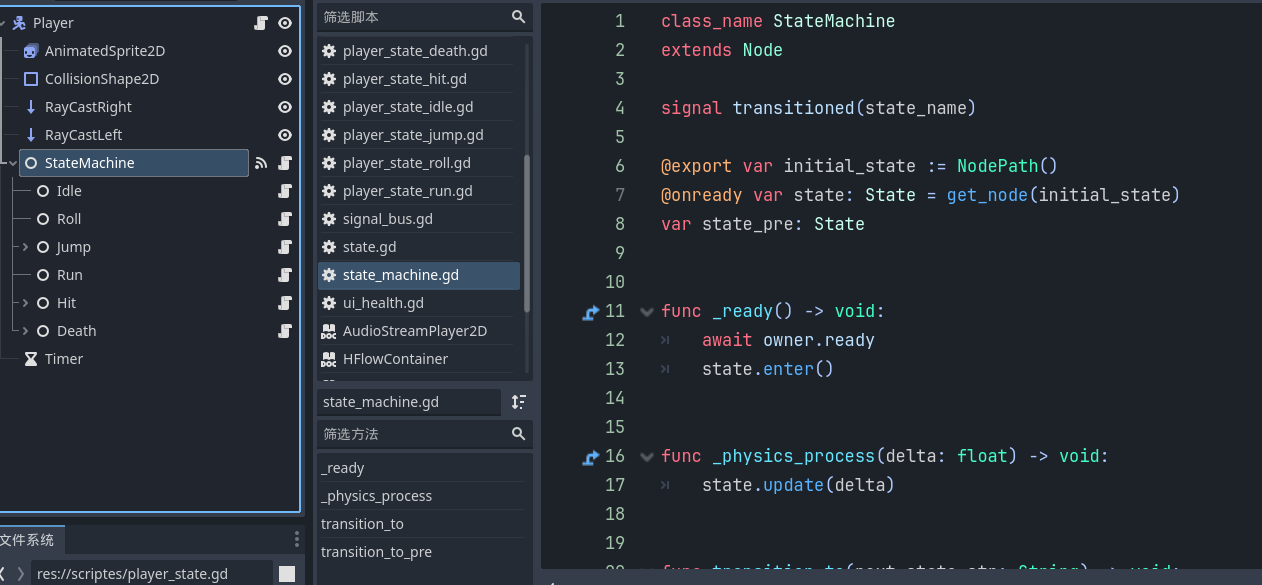 Player
AnimatedSprite2D
CollisionShape2D
RayCastRight
RayCastLeft
StateMachine
Idle
Roll
Jump
Run
Hit
Death
Timer
文件系统
res://scriptes/player_state.gd
筛选脚本
player_state_death.gd
player_state_hit.gd
player_state_idle.gd
player_state_jump.gd
player_state_roll.gd
player_state_run.gd
signal_bus.gd
state.gd
state_machine.gd
ui_health.gd
DOC AudioStreamPlayer2D
DOC HFlowContainer
state_machine.gd
筛选方法
_ready
_physics_process
transition_to
transition_to_pre
1 class_name StateMachine
2 extends Node
3
4 signal transitioned(state_name)
5
6 @export var initial_state := NodePath()
7 @onready var state: State = get_node(initial_state)
8 var state_pre: State
9
10
11 func _ready() -> void:
12 await owner.ready
13 state.enter()
14
15
16 func _physics_process(delta: float) -> void:
17 state.update(delta)
18
19